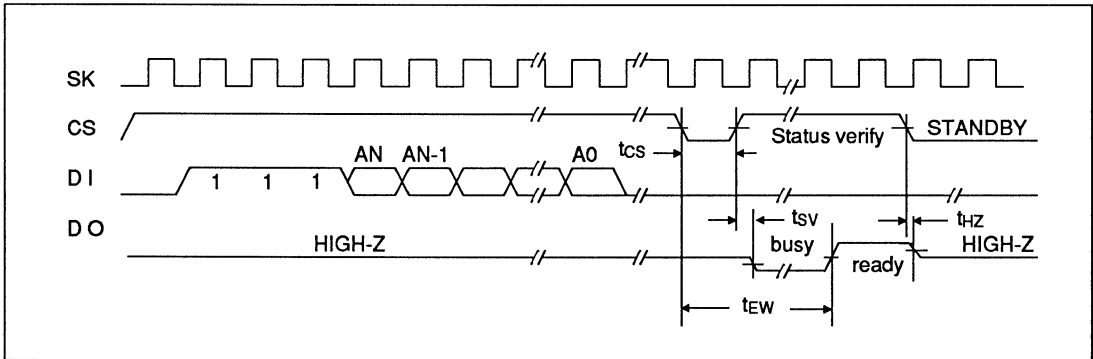 SK
CS
tCS
Status verify
STANDBY
DI
1 1 1
AN AN-1 A0
DO
HIGH-Z
tSV
busy
ready
tHZ
HIGH-Z
tEW